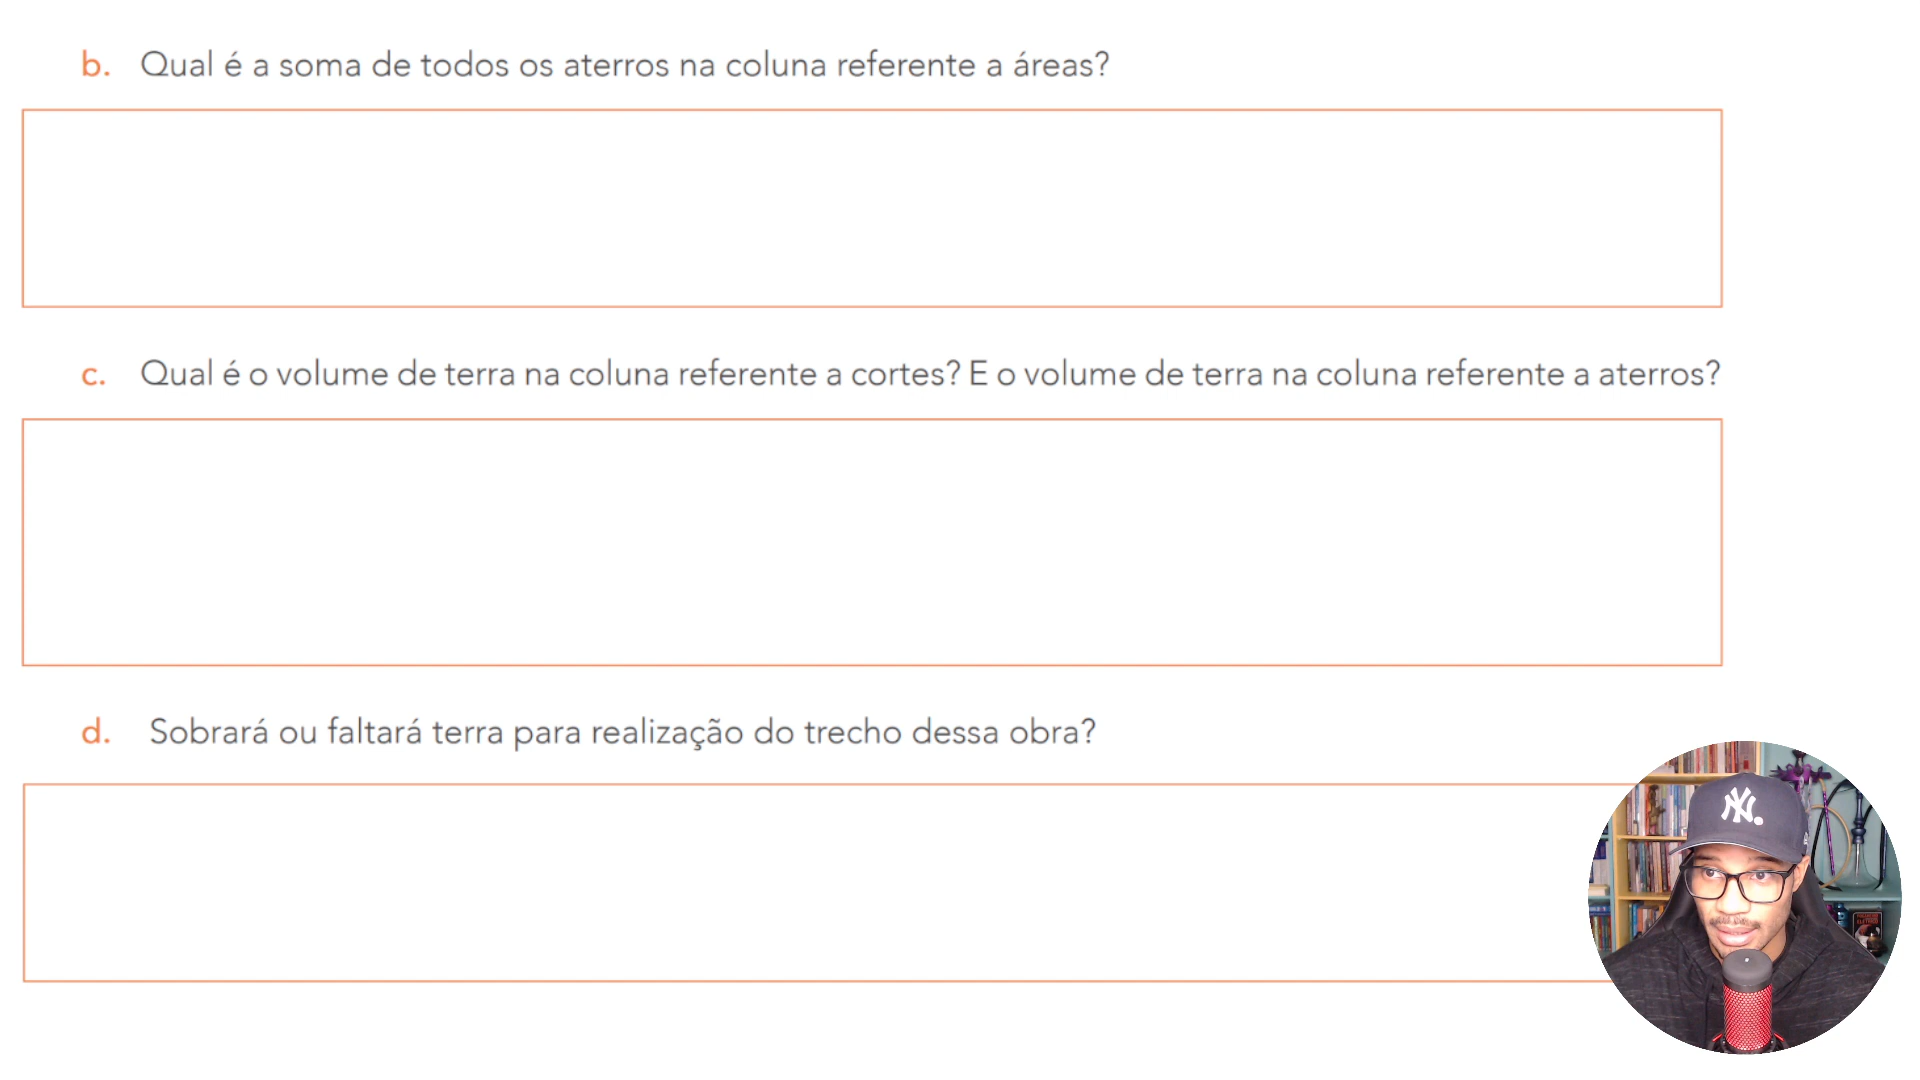 b. Qual é a soma de todos os aterros na coluna referente a áreas?
c. Qual é o volume de terra na coluna referente a cortes? E o volume de terra na coluna referente a aterros?
d. Sobrará ou faltará terra para realização do trecho dessa obra?
NY